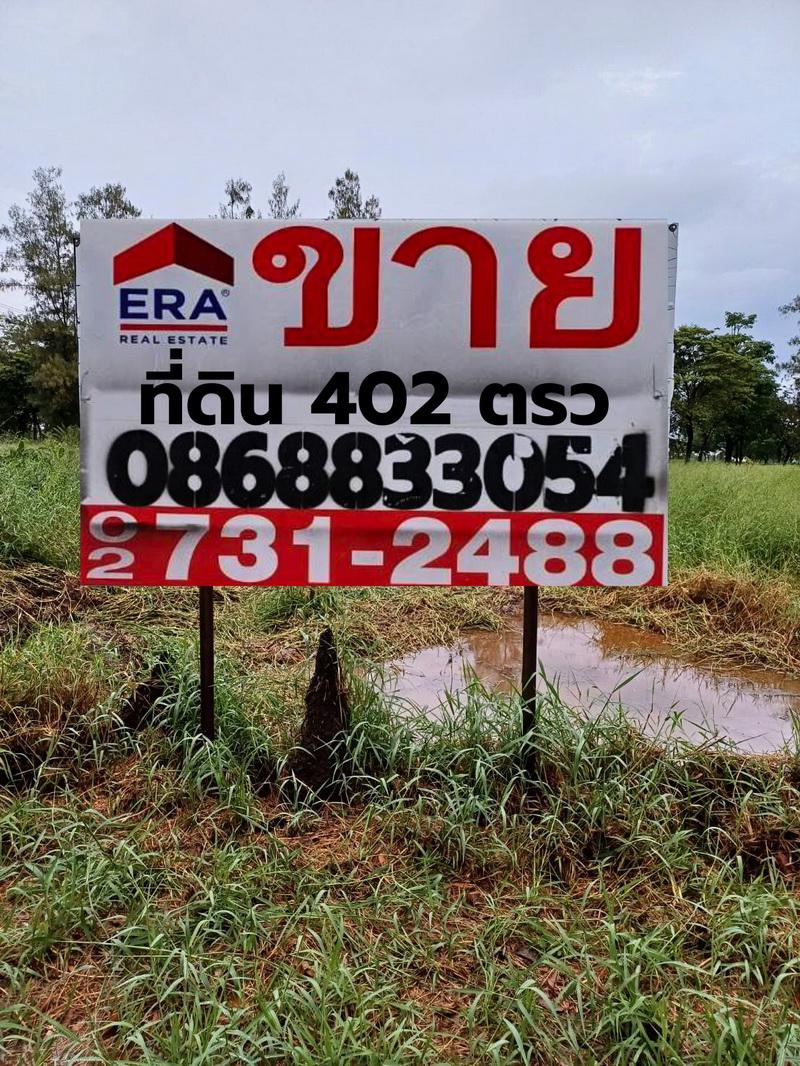 ERA®
REAL ESTATE
ขาย
ที่ดิน 402 ตรว
0868833054
02 731-2488